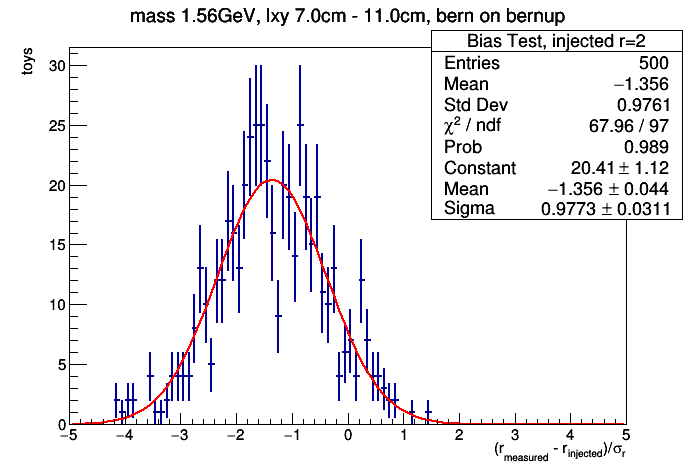 mass 1.56GeV, lxy 7.0cm - 11.0cm, bern on bernup
Bias Test, injected r=2
Entries 500
Mean −1.356
Std Dev 0.9761
χ² / ndf 67.96 / 97
Prob 0.989
Constant 20.41 ± 1.12
Mean −1.356 ± 0.044
Sigma 0.9773 ± 0.0311
toys
30
25
20
15
10
5
0
−5 −4 −3 −2 −1 0 1 2 3 4 5
(r_measured - r_injected)/σ_r